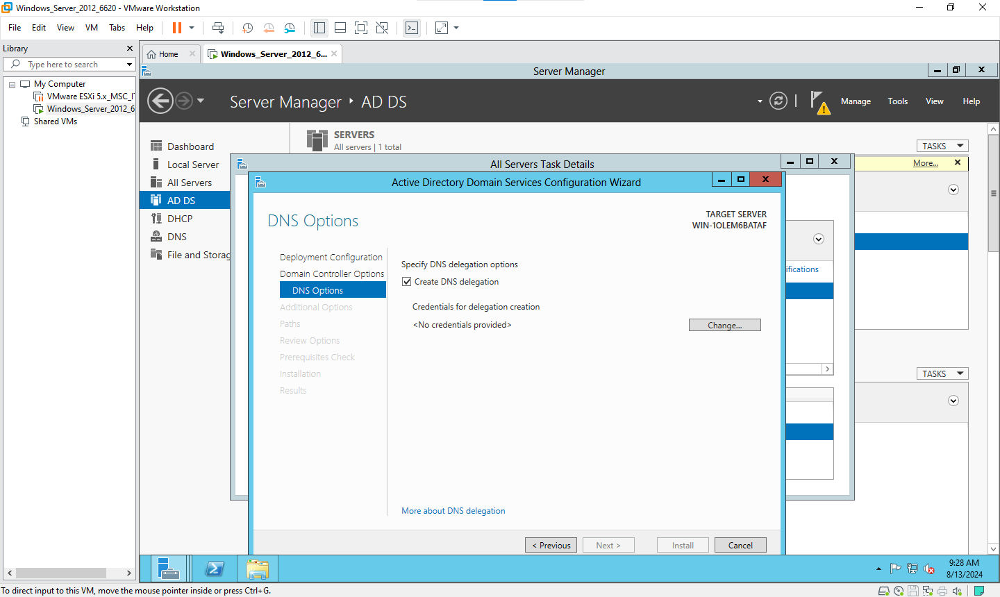 Windows_Server_2012_6620 - VMware Workstation
File Edit View VM Tabs Help
Library
Type here to search
My Computer
VMware ESXi 5.x_MSC_I
Windows_Server_2012_6
Shared VMs
Home
Windows_Server_2012_6...
Server Manager
Server Manager AD DS
Manage Tools View Help
Dashboard
Local Server
All Servers
AD DS
DHCP
DNS
File and Storag
SERVERS
All servers | 1 total
TASKS
More...
All Servers Task Details
ifications
TASKS
Active Directory Domain Services Configuration Wizard
DNS Options
TARGET SERVER
WIN-1OLEM6BATAF
Deployment Configuration
Domain Controller Options
DNS Options
Additional Options
Paths
Review Options
Prerequisites Check
Installation
Results
Specify DNS delegation options
Create DNS delegation
Credentials for delegation creation
<No credentials provided>
Change...
More about DNS delegation
< Previous
Next >
Install
Cancel
9:28 AM
8/13/2024
To direct input to this VM, move the mouse pointer inside or press Ctrl+G.